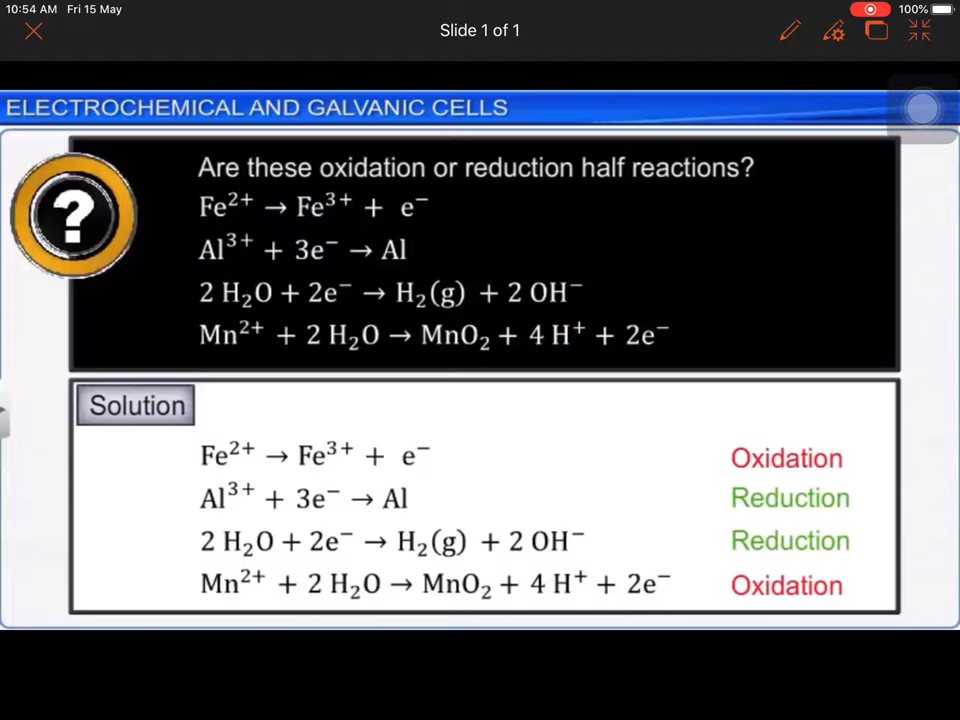 10:54 AM Fri 15 May
100%
Slide 1 of 1
ELECTROCHEMICAL AND GALVANIC CELLS
?
Are these oxidation or reduction half reactions?
Fe²⁺ → Fe³⁺ + e⁻
Al³⁺ + 3e⁻ → Al
2 H₂O + 2e⁻ → H₂(g) + 2 OH⁻
Mn²⁺ + 2 H₂O → MnO₂ + 4 H⁺ + 2e⁻
Solution
Fe²⁺ → Fe³⁺ + e⁻ Oxidation
Al³⁺ + 3e⁻ → Al Reduction
2 H₂O + 2e⁻ → H₂(g) + 2 OH⁻ Reduction
Mn²⁺ + 2 H₂O → MnO₂ + 4 H⁺ + 2e⁻ Oxidation